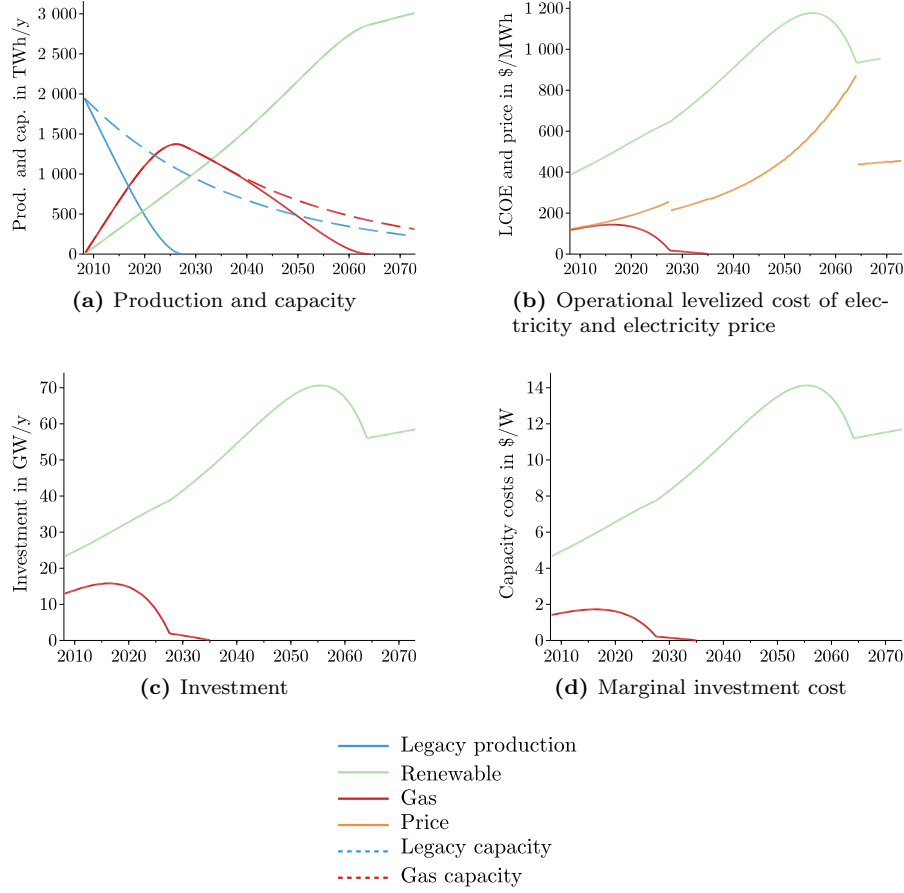 Prod. and cap. in TWh/y
3 000
2 500
2 000
1 500
1 000
500
0
2010 2020 2030 2040 2050 2060 2070
(a) Production and capacity
LCOE and price in $/MWh
1 200
1 000
800
600
400
200
0
2010 2020 2030 2040 2050 2060 2070
(b) Operational levelized cost of elec-
tricity and electricity price
Investment in GW/y
70
60
50
40
30
20
10
0
2010 2020 2030 2040 2050 2060 2070
(c) Investment
Capacity costs in $/W
14
12
10
8
6
4
2
0
2010 2020 2030 2040 2050 2060 2070
(d) Marginal investment cost
Legacy production
Renewable
Gas
Price
Legacy capacity
Gas capacity